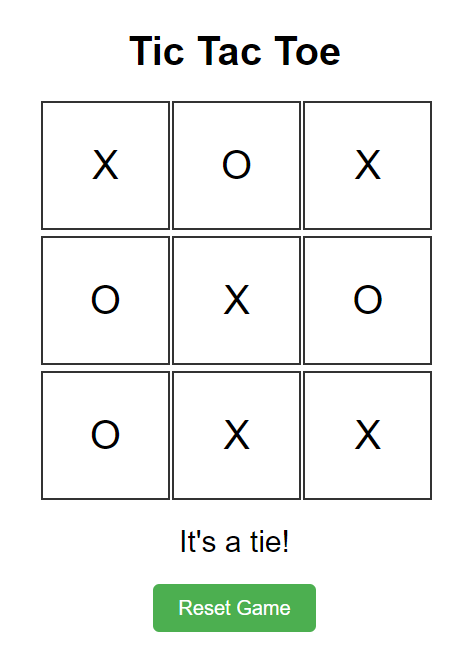 Tic Tac Toe
X O X
O X O
O X X
It's a tie!
Reset Game